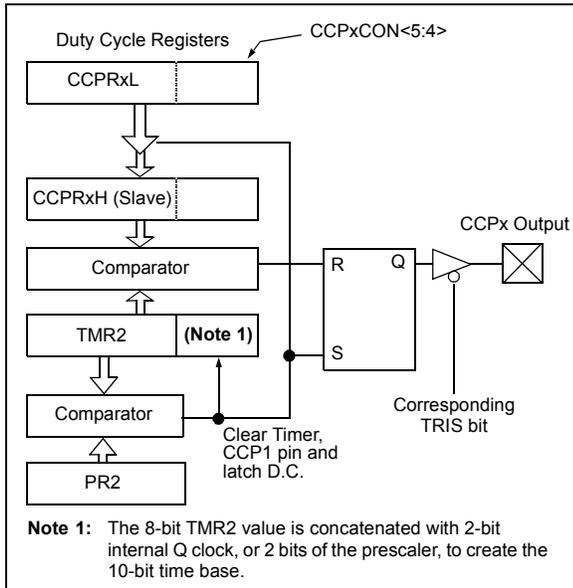 Duty Cycle Registers
CCPxCON<5:4>
CCPRxL
CCPRxH (Slave)
CCPx Output
Comparator
R
Q
TMR2
(Note 1)
S
Comparator
Corresponding
TRIS bit
Clear Timer,
CCP1 pin and
latch D.C.
PR2
Note 1: The 8-bit TMR2 value is concatenated with 2-bit
internal Q clock, or 2 bits of the prescaler, to create the
10-bit time base.